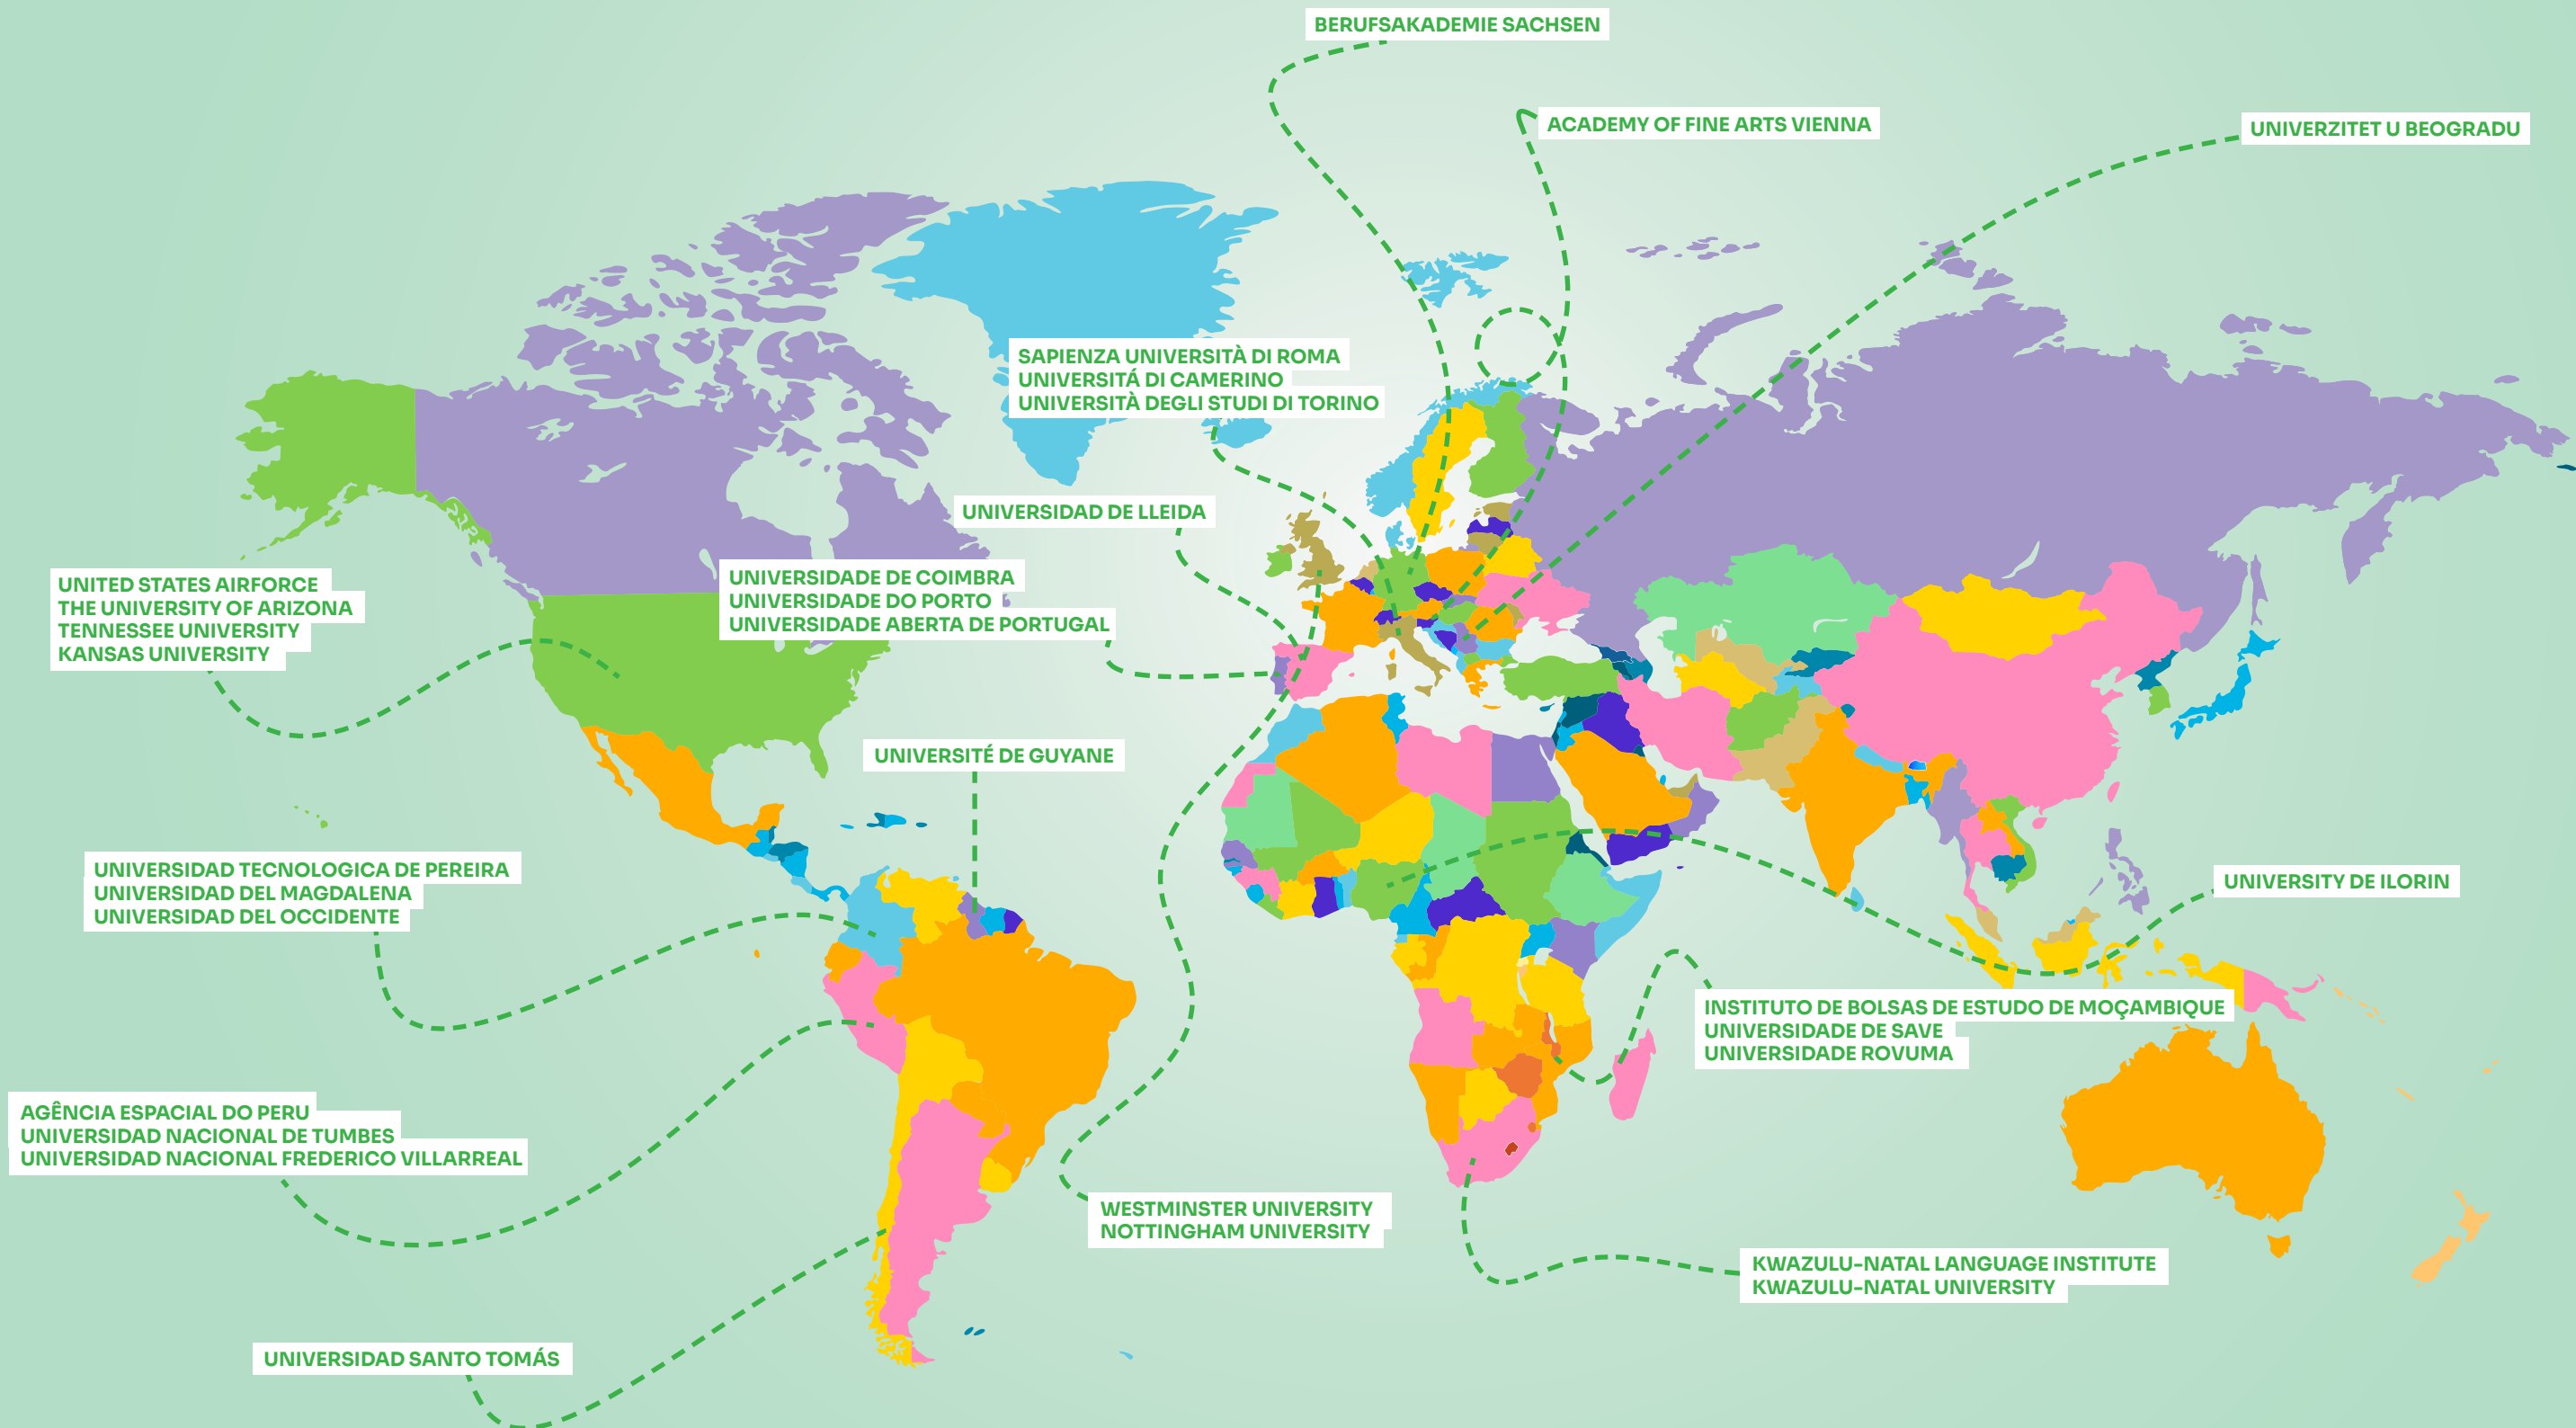 BERUFSAKADEMIE SACHSEN
ACADEMY OF FINE ARTS VIENNA
UNIVERZITET U BEOGRADU
SAPIENZA UNIVERSITÀ DI ROMA
UNIVERSITÁ DI CAMERINO
UNIVERSITÀ DEGLI STUDI DI TORINO
UNIVERSIDAD DE LLEIDA
UNIVERSIDADE DE COIMBRA
UNIVERSIDADE DO PORTO
UNIVERSIDADE ABERTA DE PORTUGAL
UNITED STATES AIRFORCE
THE UNIVERSITY OF ARIZONA
TENNESSEE UNIVERSITY
KANSAS UNIVERSITY
UNIVERSITÉ DE GUYANE
UNIVERSIDAD TECNOLOGICA DE PEREIRA
UNIVERSIDAD DEL MAGDALENA
UNIVERSIDAD DEL OCCIDENTE
UNIVERSITY DE ILORIN
INSTITUTO DE BOLSAS DE ESTUDO DE MOÇAMBIQUE
UNIVERSIDADE DE SAVE
UNIVERSIDADE ROVUMA
AGÊNCIA ESPACIAL DO PERU
UNIVERSIDAD NACIONAL DE TUMBES
UNIVERSIDAD NACIONAL FREDERICO VILLARREAL
WESTMINSTER UNIVERSITY
NOTTINGHAM UNIVERSITY
KWAZULU-NATAL LANGUAGE INSTITUTE
KWAZULU-NATAL UNIVERSITY
UNIVERSIDAD SANTO TOMÁS